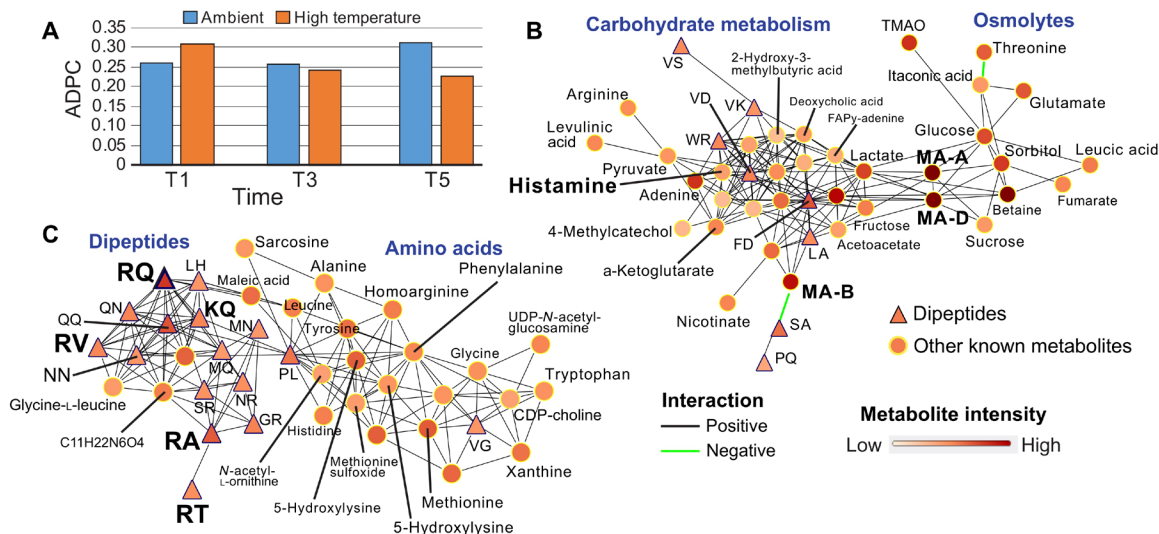 A
Ambient
High temperature
ADPC
0.35
0.30
0.25
0.20
0.15
0.10
0.05
0
T1
T3
T5
Time
B
Carbohydrate metabolism
Osmolytes
VS
2-Hydroxy-3-
methylbutyric acid
TMAO
Threonine
Itaconic acid
Glutamate
Arginine
VD
VK
Deoxycholic acid
FAPy-adenine
Levulinic
acid
WR
Glucose
Pyruvate
Lactate
MA-A
Sorbitol
Leucic acid
Histamine
Adenine
MA-D
Betaine
Fumarate
4-Methylcatechol
FD
Fructose
Acetoacetate
LA
Sucrose
a-Ketoglutarate
MA-B
Nicotinate
SA
PQ
Dipeptides
Other known metabolites
Interaction
Positive
Negative
Metabolite intensity
Low
High
C
Dipeptides
Sarcosine
Amino acids
RQ
LH
Maleic acid
Alanine
Phenylalanine
Homoarginine
QN
KQ
Leucine
QQ
MN
Tyrosine
UDP-N-acetyl-
glucosamine
RV
NN
MQ
PL
Glycine
Tryptophan
Glycine-L-leucine
SR
NR
CDP-choline
C11H22N6O4
RA
GR
Histidine
VG
N-acetyl-
L-ornithine
Methionine
sulfoxide
Xanthine
RT
5-Hydroxylysine
Methionine
5-Hydroxylysine